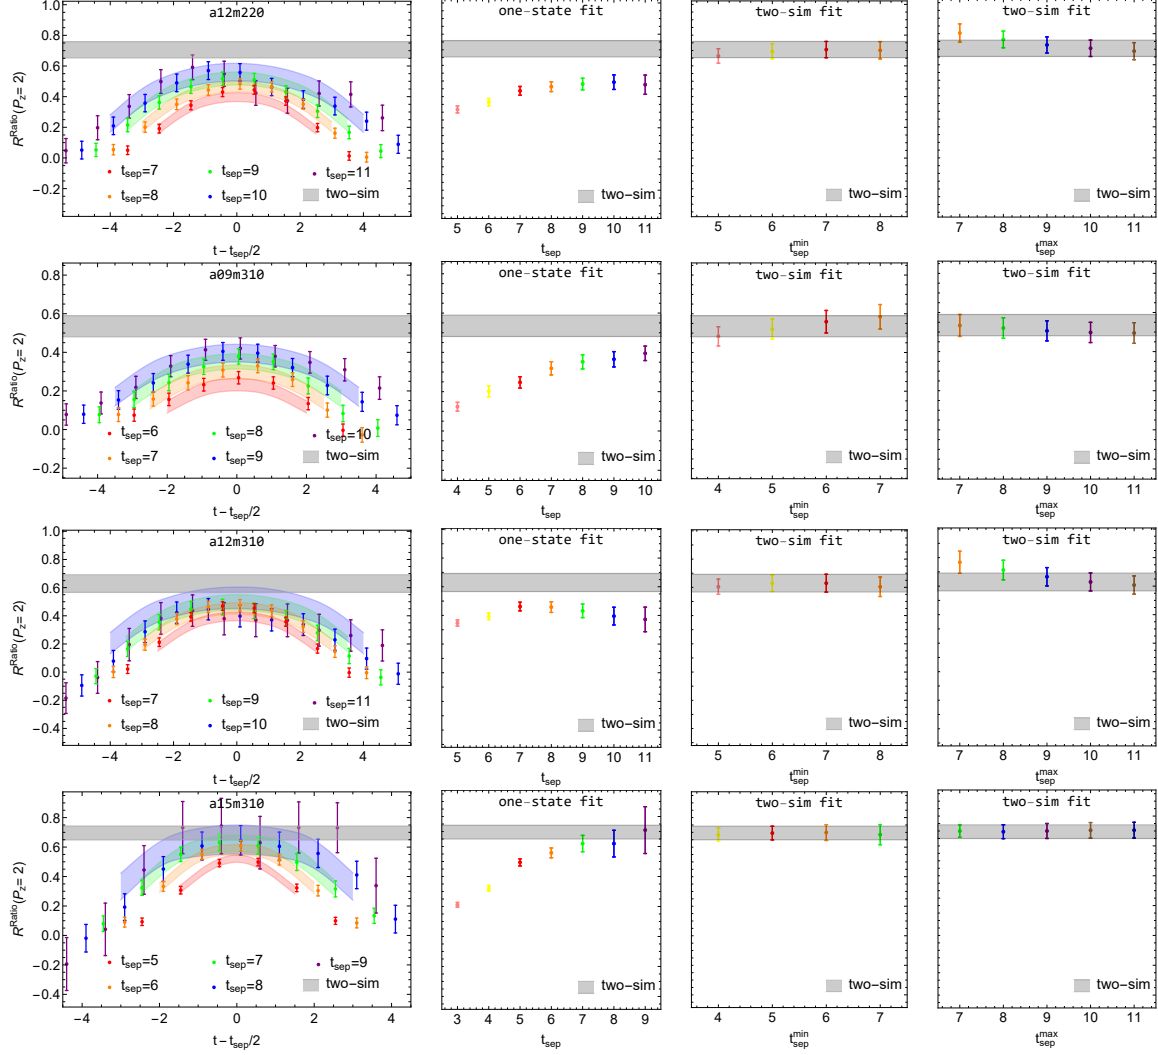 a12m220
one-state fit
two-sim fit
two-sim fit
1.0
0.8
0.6
0.4
0.2
0.0
−0.2
R^Ratio(P_z=2)
t_sep=7
t_sep=9
t_sep=11
t_sep=8
t_sep=10
two-sim
two-sim
two-sim
two-sim
−4 −2 0 2 4
5 6 7 8 9 10 11
5 6 7 8
7 8 9 10 11
t−t_sep/2
t_sep
t_sep^min
t_sep^max
a09m310
one-state fit
two-sim fit
two-sim fit
0.8
0.6
0.4
0.2
0.0
−0.2
R^Ratio(P_z=2)
t_sep=6
t_sep=8
t_sep=10
t_sep=7
t_sep=9
two-sim
two-sim
two-sim
two-sim
−4 −2 0 2 4
4 5 6 7 8 9 10
4 5 6 7
7 8 9 10 11
t−t_sep/2
t_sep
t_sep^min
t_sep^max
a12m310
one-state fit
two-sim fit
two-sim fit
1.0
0.8
0.6
0.4
0.2
0.0
−0.2
−0.4
R^Ratio(P_z=2)
t_sep=7
t_sep=9
t_sep=11
t_sep=8
t_sep=10
two-sim
two-sim
two-sim
two-sim
−4 −2 0 2 4
5 6 7 8 9 10 11
5 6 7 8
7 8 9 10 11
t−t_sep/2
t_sep
t_sep^min
t_sep^max
a15m310
one-state fit
two-sim fit
two-sim fit
0.8
0.6
0.4
0.2
0.0
−0.2
−0.4
R^Ratio(P_z=2)
t_sep=5
t_sep=7
t_sep=9
t_sep=6
t_sep=8
two-sim
two-sim
two-sim
two-sim
−4 −2 0 2 4
3 4 5 6 7 8 9
4 5 6 7
7 8 9 10 11
t−t_sep/2
t_sep
t_sep^min
t_sep^max